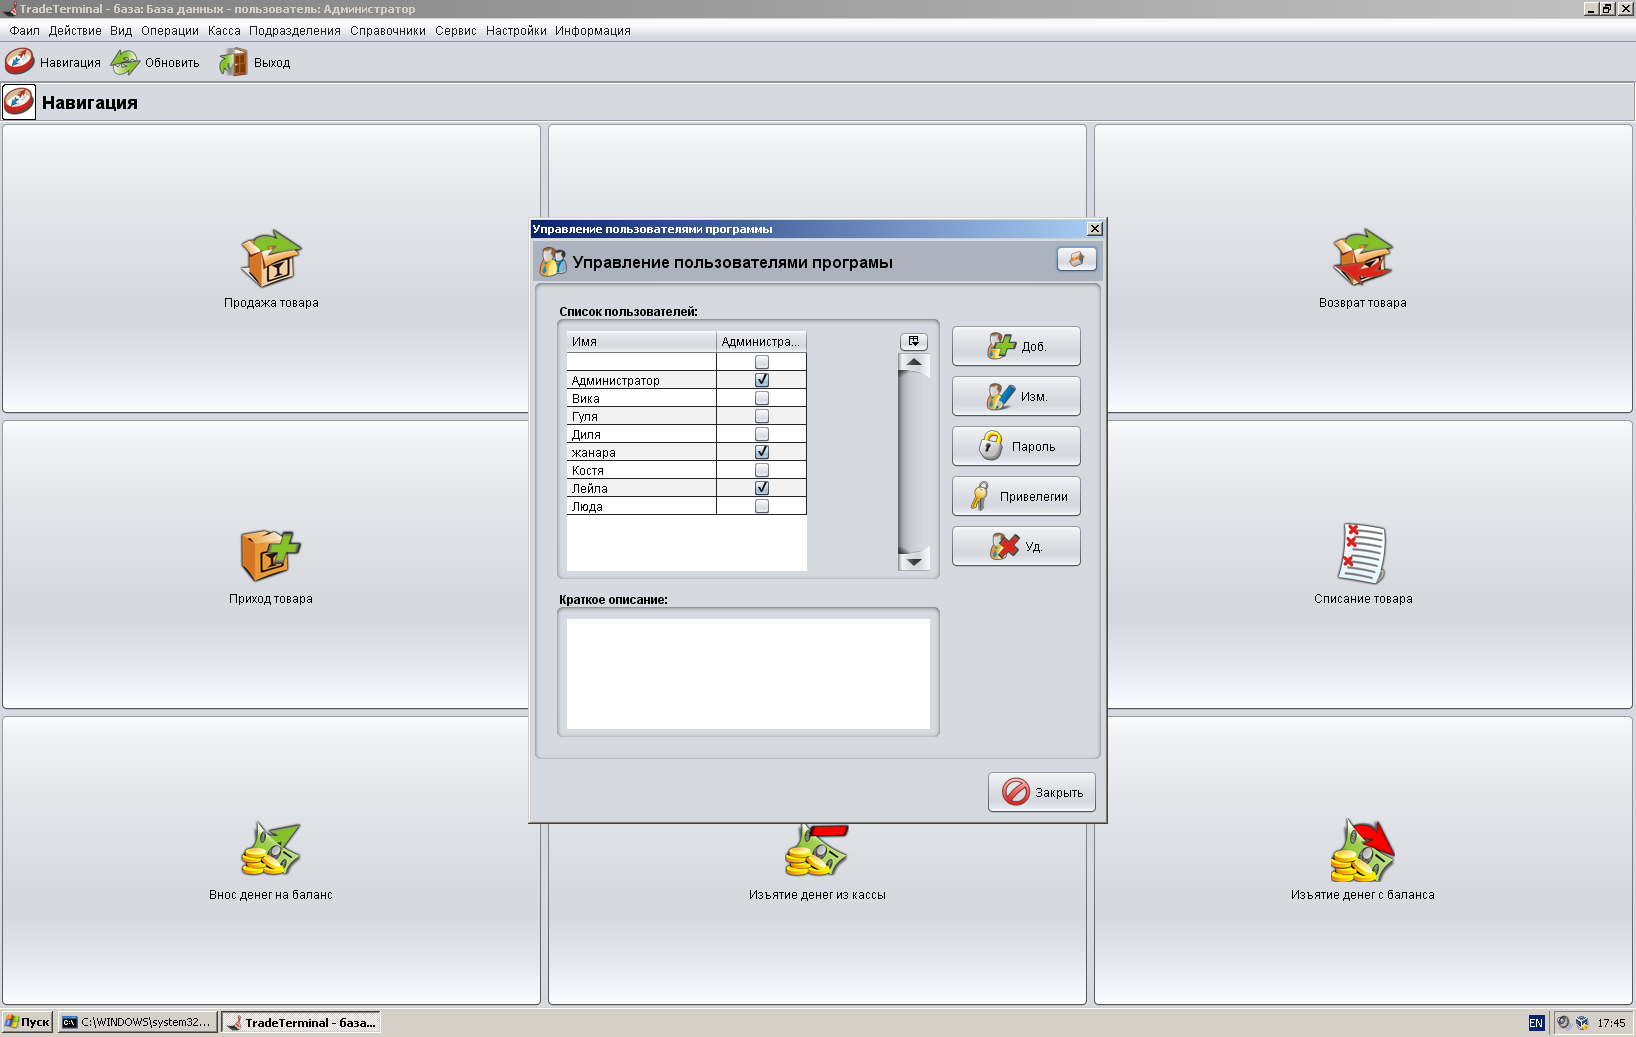 TradeTerminal - база: База данных - пользователь: Администратор
Фаил Действие Вид Операции Касса Подразделения Справочники Сервис Настройки Информация
Навигация Обновить Выход
Навигация
Продажа товара
Возврат товара
Приход товара
Списание товара
Внос денег на баланс
Изъятие денег из кассы
Изъятие денег с баланса
Управление пользователями программы
Управление пользователями програмы
Список пользователей:
Имя Администра...
Администратор
Вика
Гуля
Диля
жанара
Костя
Лейла
Люда
Доб.
Изм.
Пароль
Привелегии
Уд.
Краткое описание:
Закрыть
Пуск C:\WINDOWS\system32... TradeTerminal - база... EN 17:45